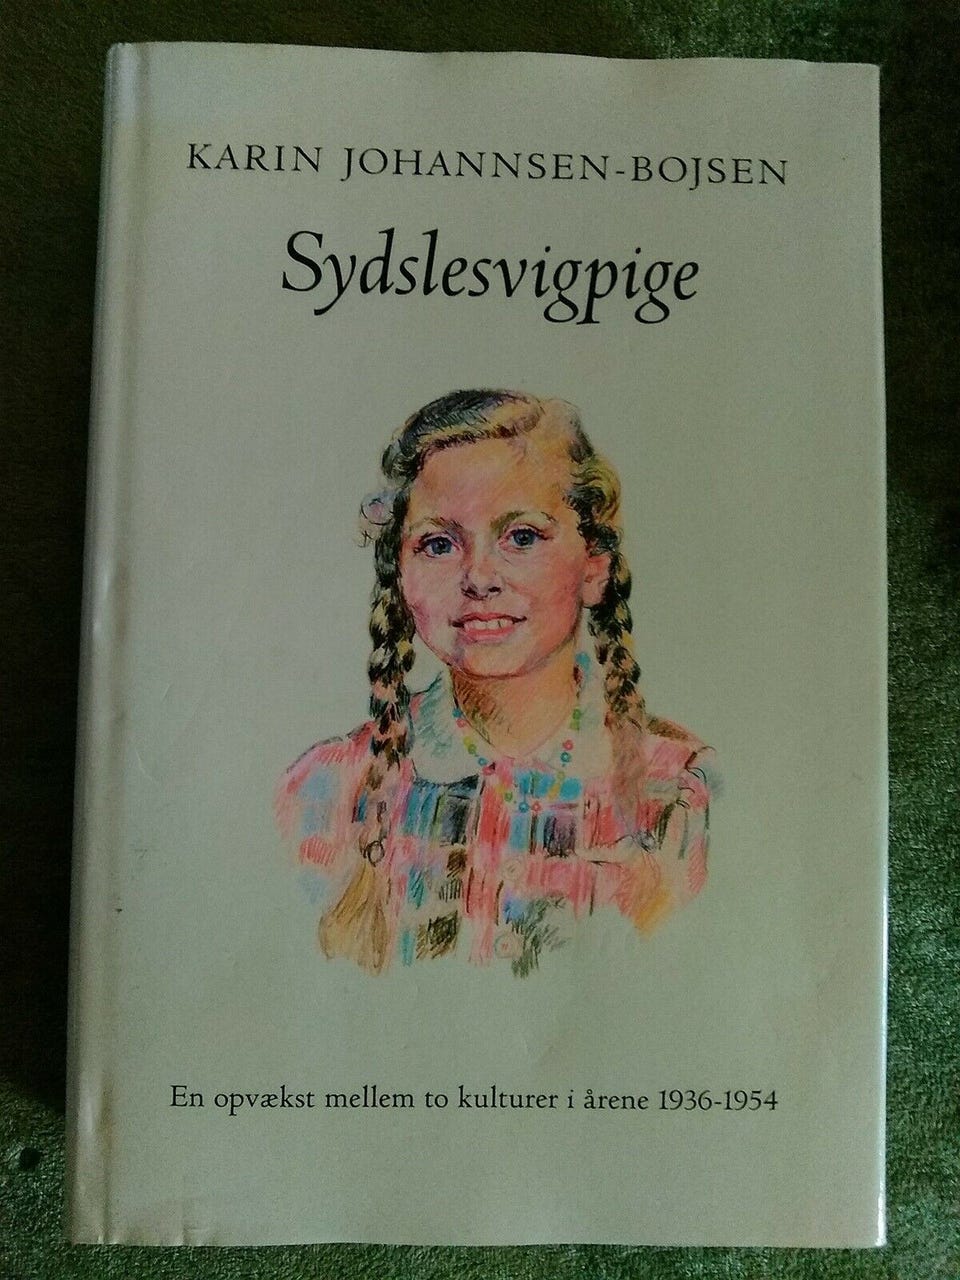 KARIN JOHANNSEN-BOJSEN
Sydslesvigpige
En opvækst mellem to kulturer i årene 1936-1954